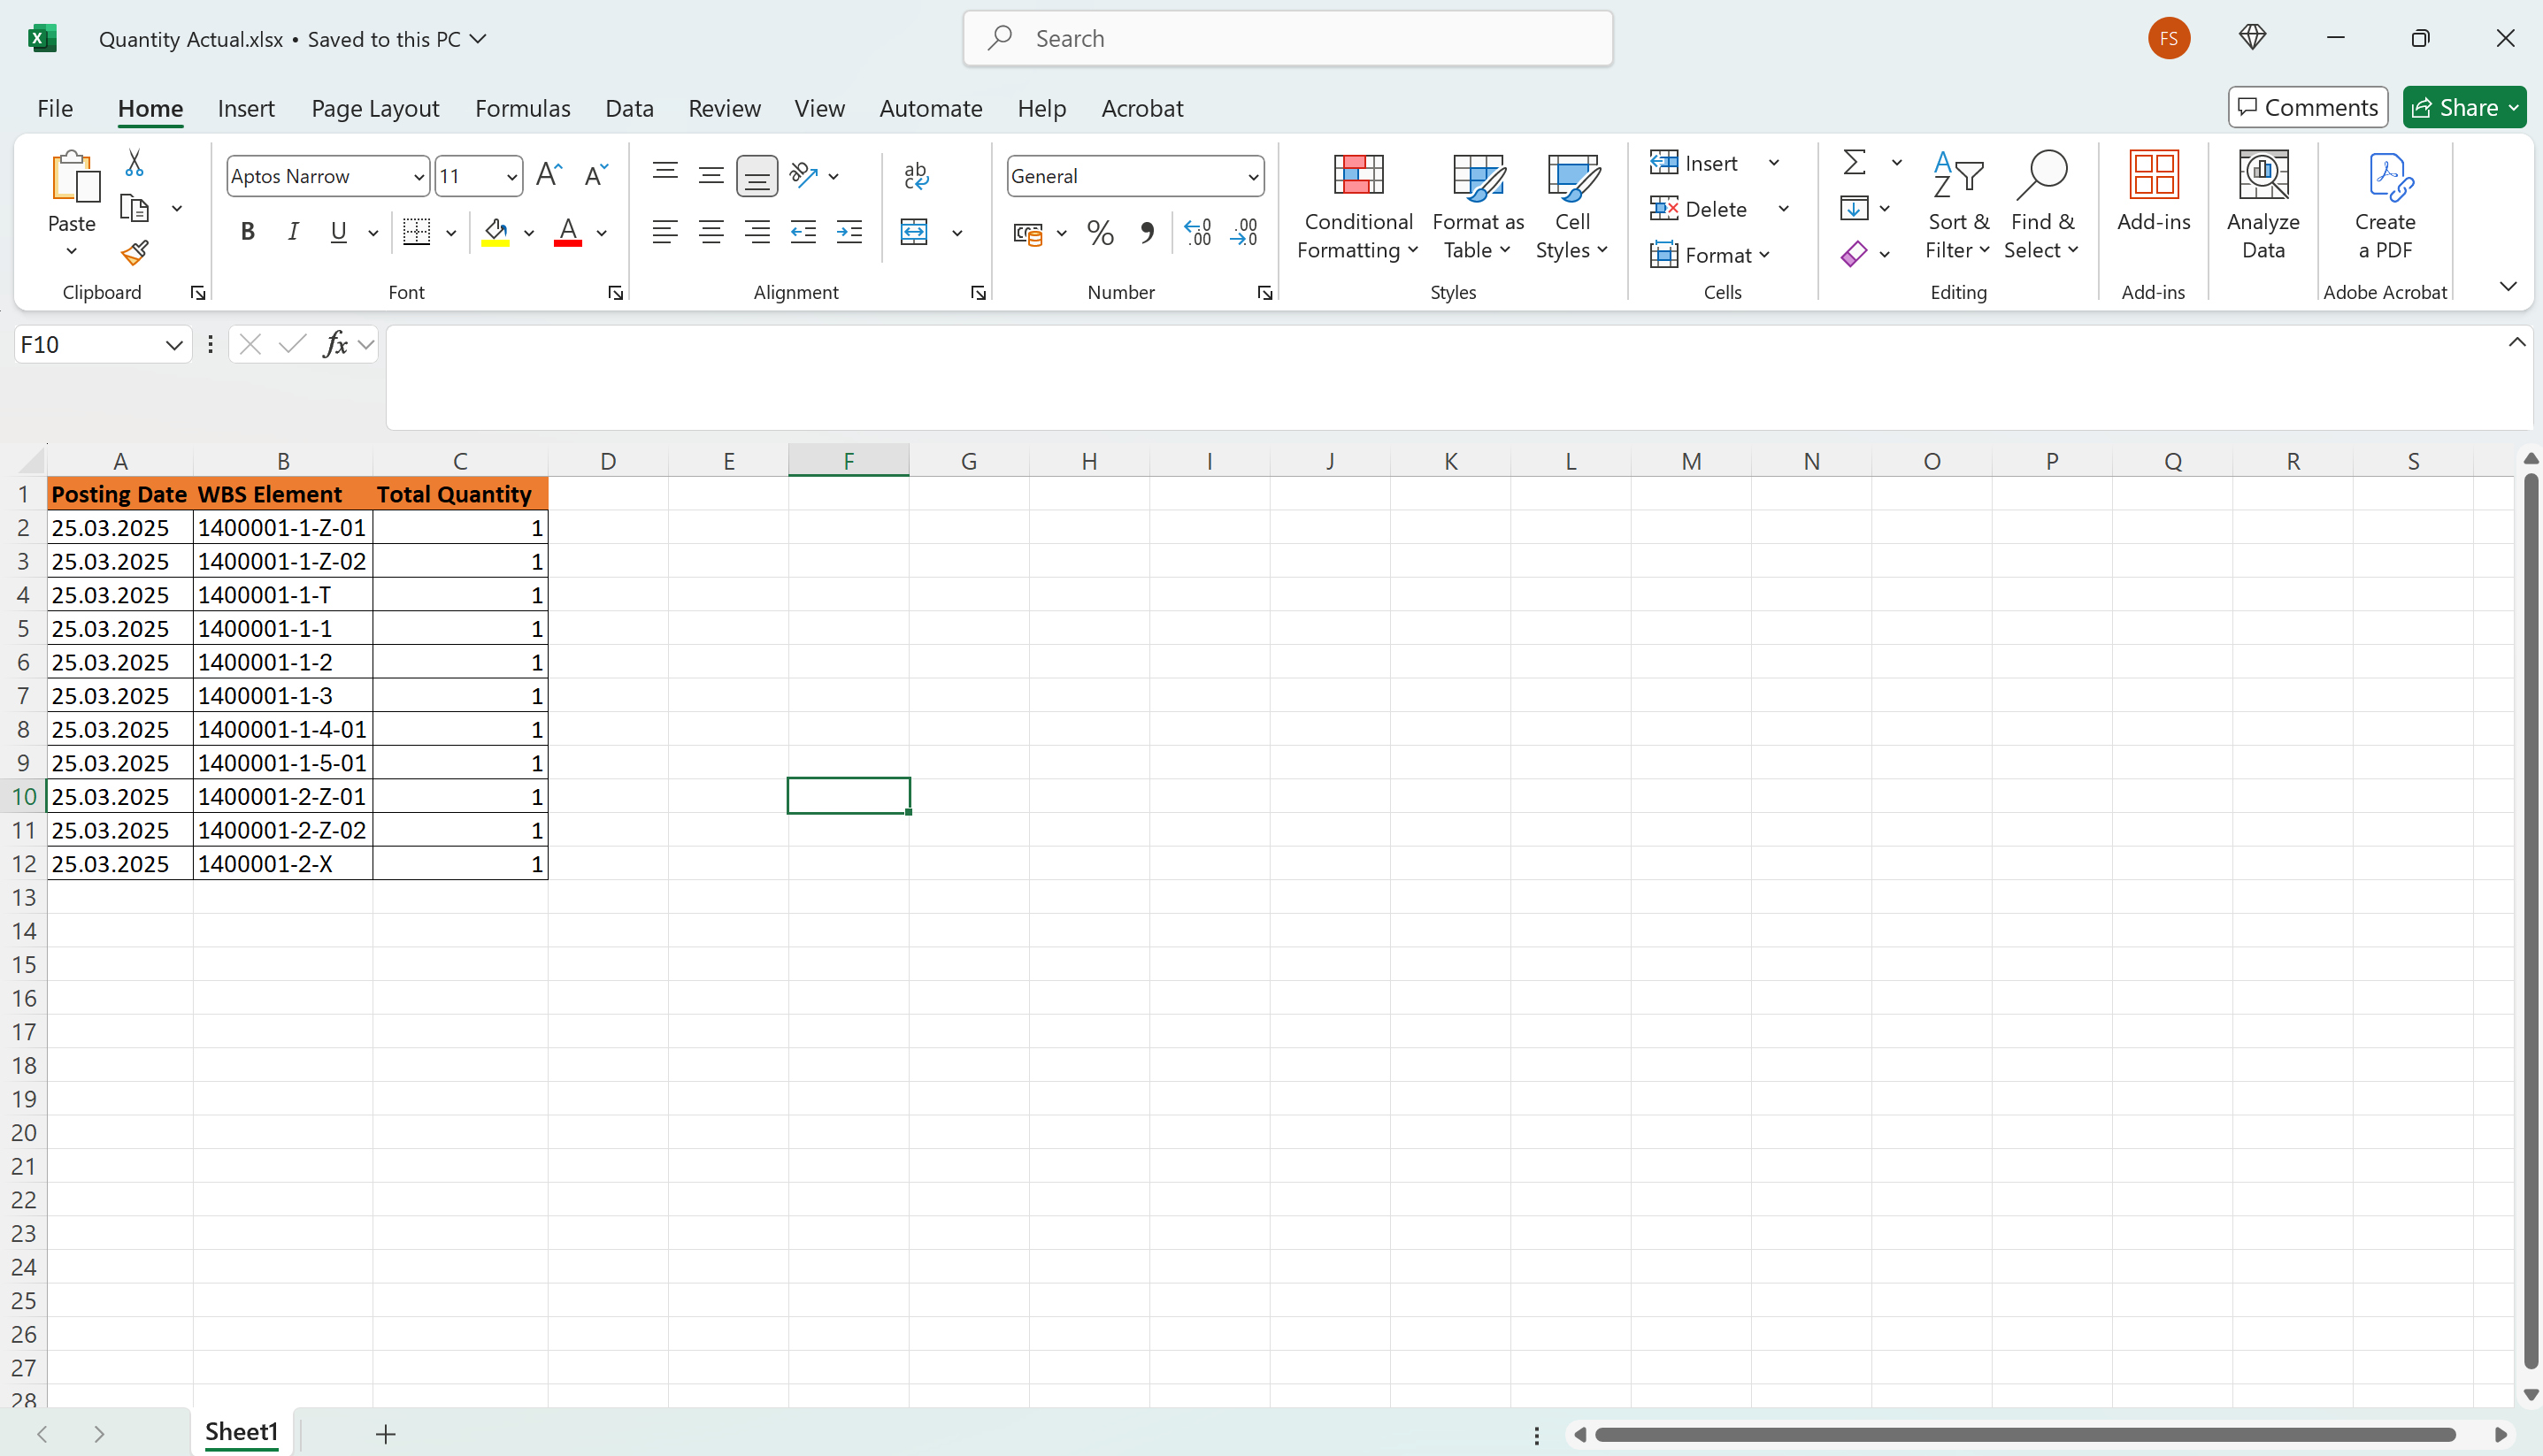 Quantity Actual.xlsx • Saved to this PC
Search
FS
File Home Insert Page Layout Formulas Data Review View Automate Help Acrobat
Comments Share
Paste
Clipboard
Aptos Narrow 11
B I U
Font
ab
Alignment
General
% 
Number
Conditional Formatting
Format as Table
Cell Styles
Styles
Insert
Delete
Format
Cells
Sort & Filter
Find & Select
Editing
Add-ins
Add-ins
Analyze Data
Create a PDF
Adobe Acrobat
F10 fx
A B C D E F G H I J K L M N O P Q R S
1 Posting Date WBS Element Total Quantity
2 25.03.2025 1400001-1-Z-01 1
3 25.03.2025 1400001-1-Z-02 1
4 25.03.2025 1400001-1-T 1
5 25.03.2025 1400001-1-1 1
6 25.03.2025 1400001-1-2 1
7 25.03.2025 1400001-1-3 1
8 25.03.2025 1400001-1-4-01 1
9 25.03.2025 1400001-1-5-01 1
10 25.03.2025 1400001-2-Z-01 1
11 25.03.2025 1400001-2-Z-02 1
12 25.03.2025 1400001-2-X 1
13
14
15
16
17
18
19
20
21
22
23
24
25
26
27
28
Sheet1